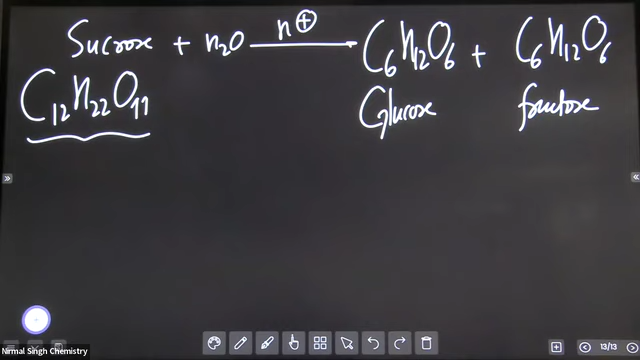 Sucrose + H₂O —H⊕→ C₆H₁₂O₆ + C₆H₁₂O₆
C₁₂H₂₂O₁₁ Glucose fructose
13/13
Nirmal Singh Chemistry